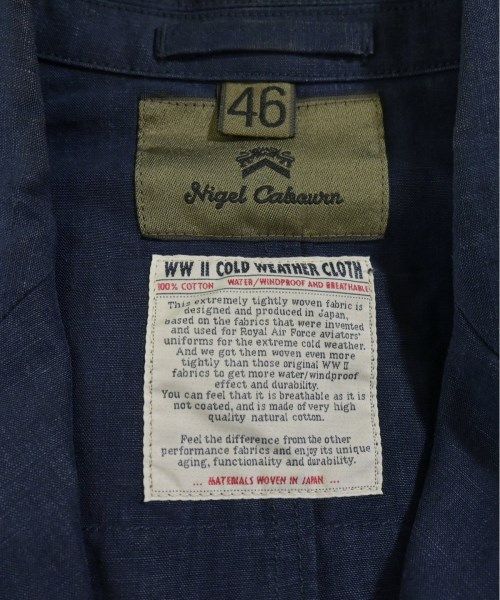 46
Nigel Cabourn
WW II COLD WEATHER CLOTH
100% COTTON WATER/WINDPROOF AND BREATHABLE
This extremely tightly woven fabric is
designed and produced in Japan,
based on the fabrics that were invented
and used for Royal Air Force aviators'
uniforms for the extreme cold weather.
And we got them woven even more
tightly than those original WW II
fabrics to get more water/windproof
effect and durability.
You can feel that it is breathable as it is
not coated, and is made of very high
quality natural cotton.
Feel the difference from the other
performance fabrics and enjoy its unique
aging, functionality and durability.
... MATERIALS WOVEN IN JAPAN ...